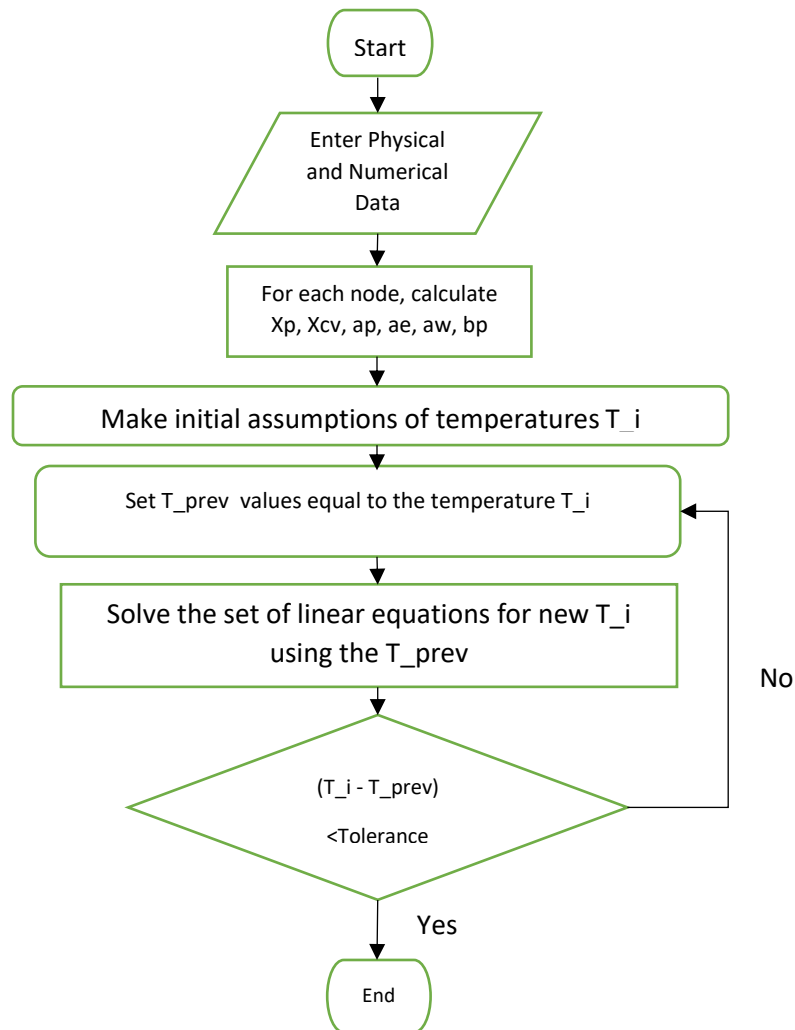 Start
Enter Physical
and Numerical
Data
For each node, calculate
Xp, Xcv, ap, ae, aw, bp
Make initial assumptions of temperatures T_i
Set T_prev  values equal to the temperature T_i
Solve the set of linear equations for new T_i
using the T_prev
No
(T_i - T_prev)
<Tolerance
Yes
End